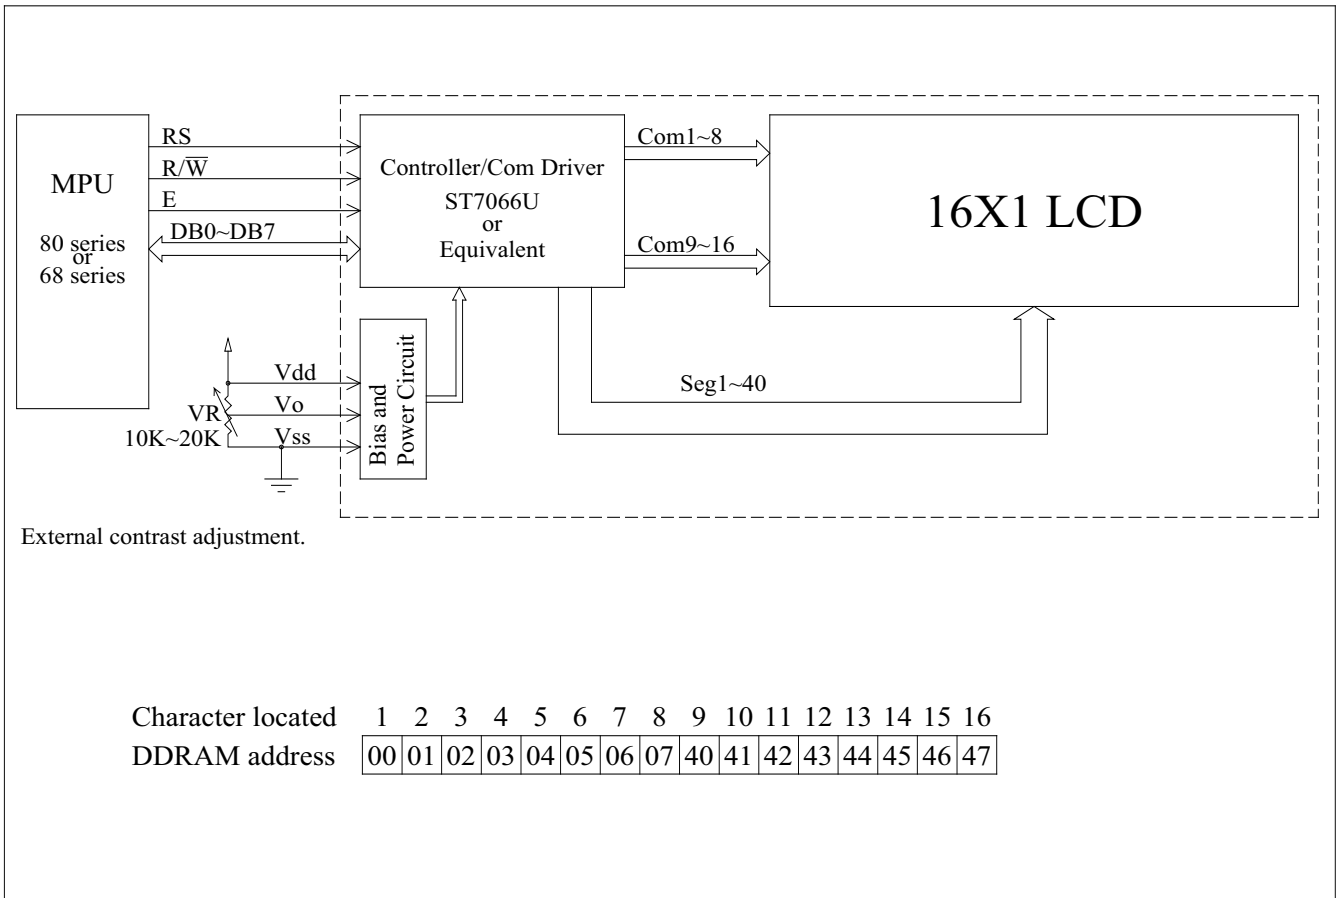 MPU
80 series
or
68 series
RS
R/W̅
E
DB0~DB7
Controller/Com Driver
ST7066U
or
Equivalent
Com1~8
Com9~16
16X1 LCD
Seg1~40
Vdd
Vo
Vss
VR
10K~20K
Bias and
Power Circuit
External contrast adjustment.
Character located 1 2 3 4 5 6 7 8 9 10 11 12 13 14 15 16
DDRAM address 00 01 02 03 04 05 06 07 40 41 42 43 44 45 46 47